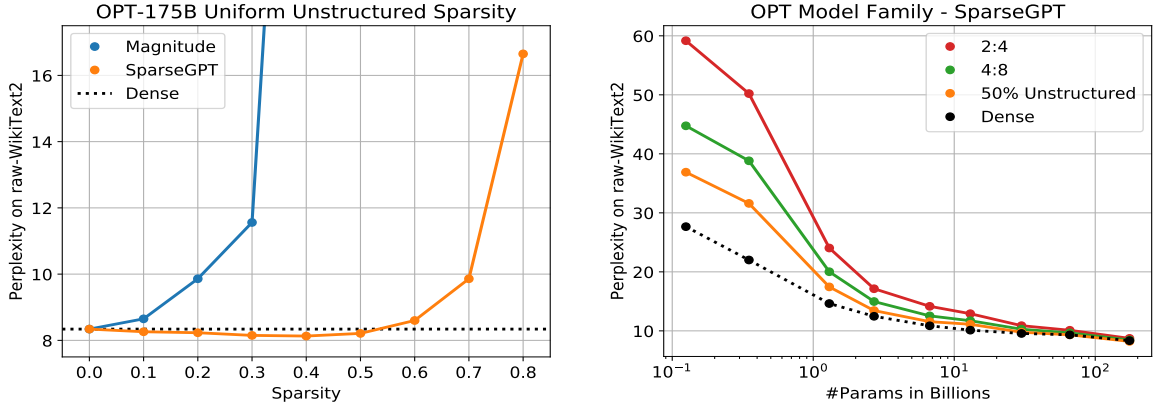 OPT-175B Uniform Unstructured Sparsity
Magnitude
SparseGPT
Dense
Perplexity on raw-WikiText2
16
14
12
10
8
0.0 0.1 0.2 0.3 0.4 0.5 0.6 0.7 0.8
Sparsity
OPT Model Family - SparseGPT
2:4
4:8
50% Unstructured
Dense
Perplexity on raw-WikiText2
60
50
40
30
20
10
10⁻¹ 10⁰ 10¹ 10²
#Params in Billions